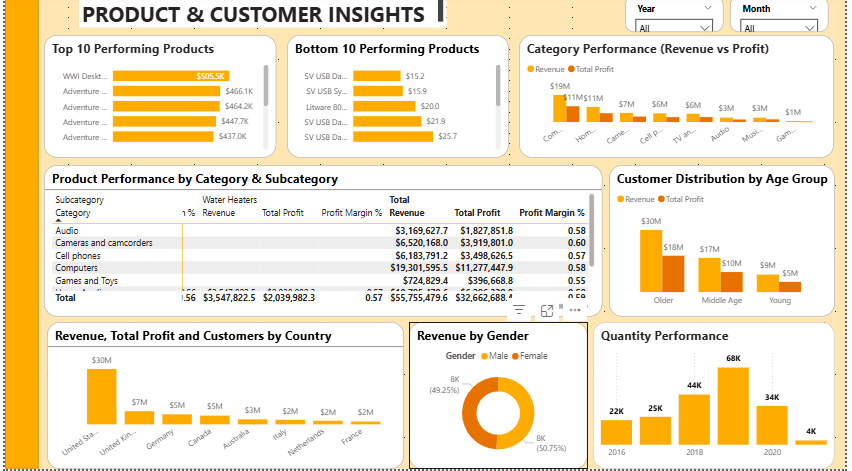 PRODUCT & CUSTOMER INSIGHTS
Year
All
Month
All
Top 10 Performing Products
WWI Deskt... $505.5K
Adventure ... $466.1K
Adventure ... $464.2K
Adventure ... $447.7K
Adventure ... $437.0K
Bottom 10 Performing Products
SV USB Da... $15.2
SV USB Sy... $15.9
Litware 80... $20.0
SV USB Da... $21.9
SV USB Da... $25.7
Category Performance (Revenue vs Profit)
Revenue Total Profit
$19M $11M $11M $7M $6M $6M $3M $3M $1M
Com... Hom... Came... Cell p... TV an... Audio Musi... Gam...
Product Performance by Category & Subcategory
Subcategory Water Heaters Total
Category n % Revenue Total Profit Profit Margin % Revenue Total Profit Profit Margin %
Audio $3,169,627.7 $1,827,851.8 0.58
Cameras and camcorders $6,520,168.0 $3,919,801.0 0.60
Cell phones $6,183,791.2 $3,498,626.5 0.57
Computers $19,301,595.5 $11,277,447.9 0.58
Games and Toys $724,829.4 $396,668.8 0.55
Total .56 $3,547,822.5 $2,039,982.3 0.57 $55,755,479.6 $32,662,688.4 0.59
Customer Distribution by Age Group
Revenue Total Profit
$30M $18M $17M $10M $9M $5M
Older Middle Age Young
Revenue, Total Profit and Customers by Country
$30M $7M $5M $5M $3M $2M $2M $2M
United Sta... United Kin... Germany Canada Australia Italy Netherlands France
Revenue by Gender
Gender Male Female
8K
(49.25%)
8K
(50.75%)
Quantity Performance
22K 25K 44K 68K 34K 4K
2016 2018 2020